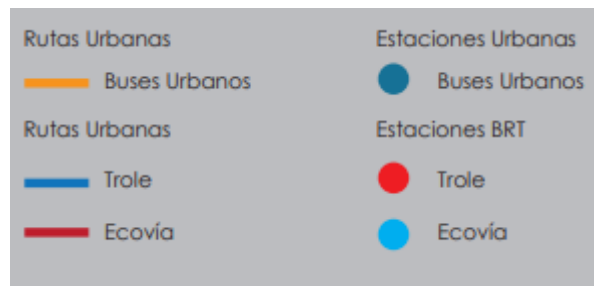 Rutas Urbanas
Buses Urbanos
Rutas Urbanas
Trole
Ecovía
Estaciones Urbanas
Buses Urbanos
Estaciones BRT
Trole
Ecovía